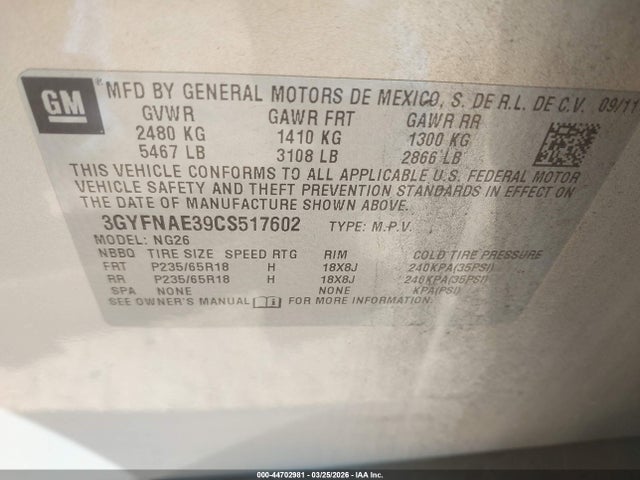 GM
® MFD BY GENERAL MOTORS DE MEXICO, S. DE R.L. DE C.V. 09/11
GVWR GAWR FRT GAWR RR
2480 KG 1410 KG 1300 KG
5467 LB 3108 LB 2866 LB
THIS VEHICLE CONFORMS TO ALL APPLICABLE U.S. FEDERAL MOTOR
VEHICLE SAFETY AND THEFT PREVENTION STANDARDS IN EFFECT ON
THE DATE OF MANUFACTURE SHOWN ABOVE.
3GYFNAE39CS517602 TYPE: M.P.V.
MODEL: NG26
NBBQ TIRE SIZE SPEED RTG RIM COLD TIRE PRESSURE
FRT P235/65R18 H 18X8J 240KPA(35PSI)
RR P235/65R18 H 18X8J 240KPA(35PSI)
SPA NONE NONE KPA(PSI)
SEE OWNER'S MANUAL FOR MORE INFORMATION.
000-44702981 - 03/25/2026 - IAA Inc.